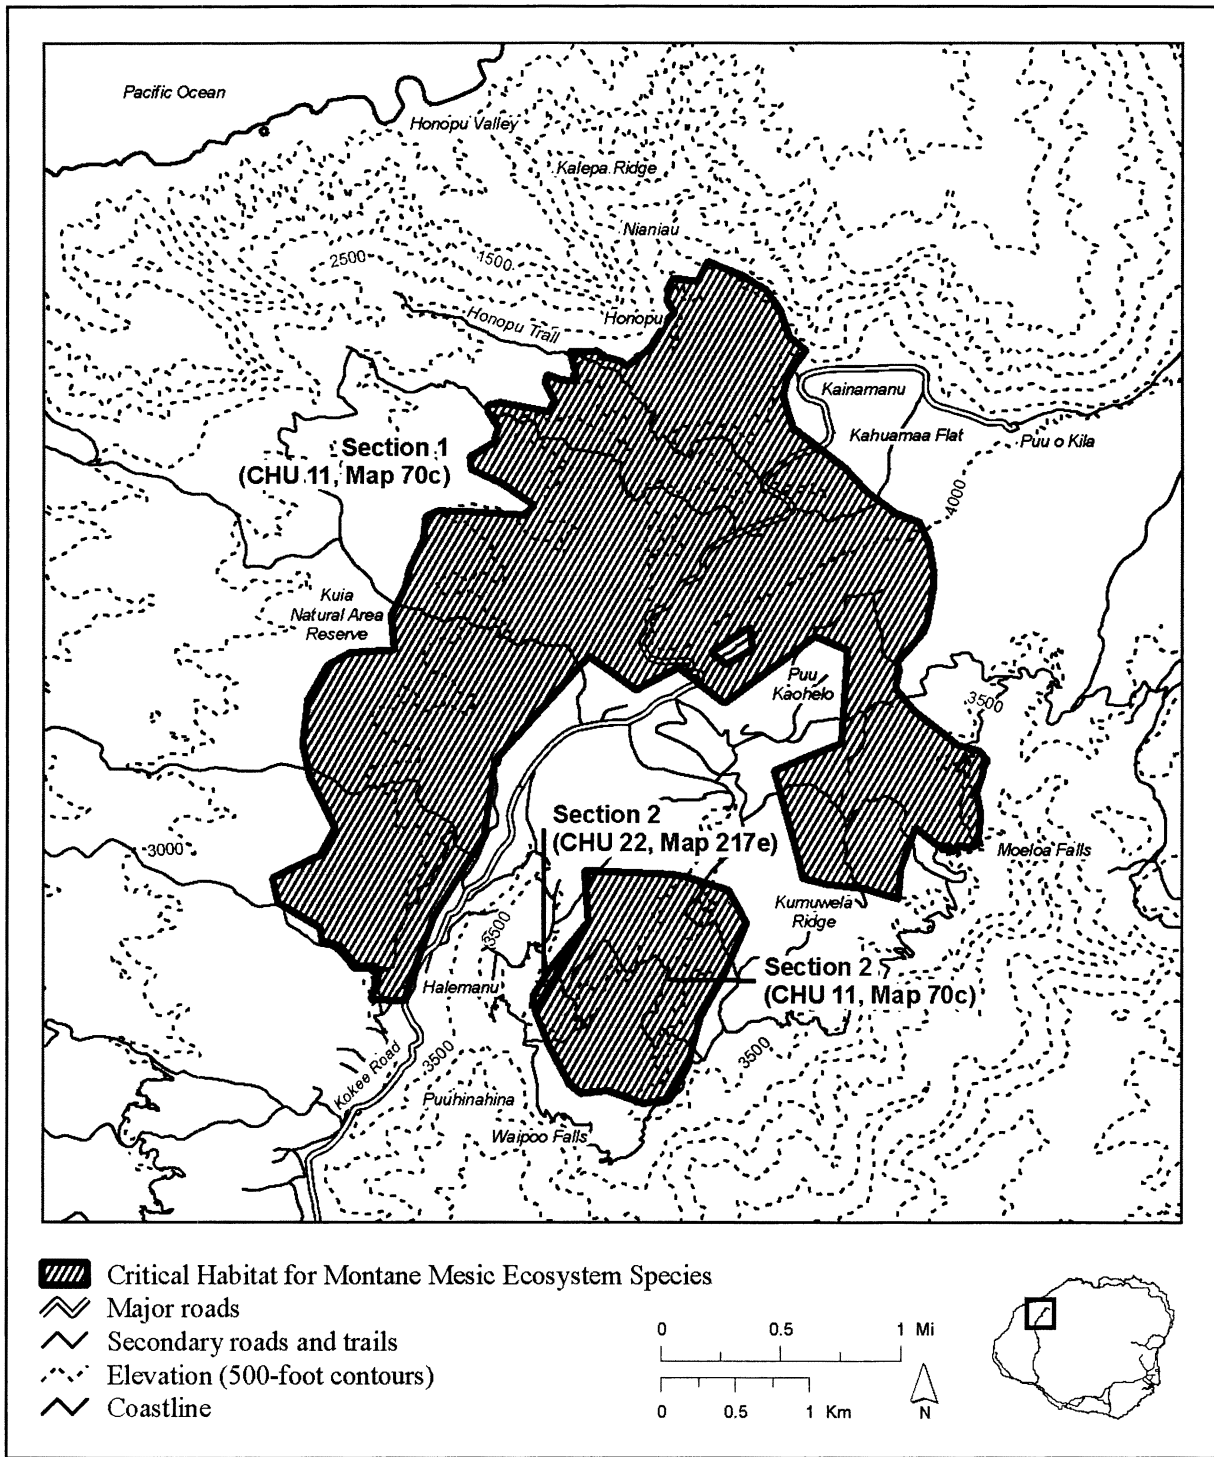 Pacific Ocean
Honopu Valley
Kalepa Ridge
Nianiau
2500
1500
Honopu Trail
Honopu
Kainamanu
Kahuamaa Flat
Puu o Kila
Section 1
(CHU 11, Map 70c)
4000
Kuia
Natural Area
Reserve
Puu
Kaohelo
3500
Section 2
(CHU 22, Map 217e)
3000
Moeloa Falls
Kumuwela
Ridge
3500
Section 2
(CHU 11, Map 70c)
Halemanu
Kokee Road
3500
3500
Puuhinahina
Waipoo Falls
Critical Habitat for Montane Mesic Ecosystem Species
Major roads
Secondary roads and trails
Elevation (500-foot contours)
Coastline
0 0.5 1 Mi
0 0.5 1 Km
N